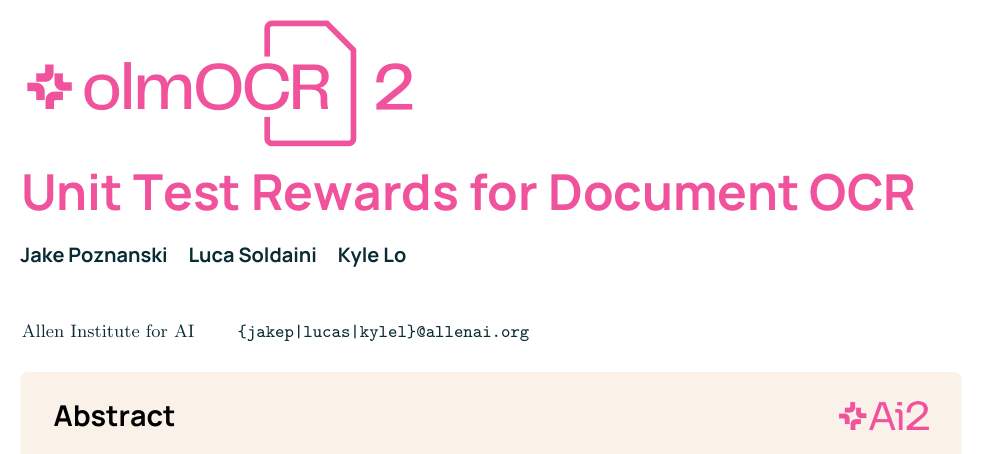 olmOCR 2
Unit Test Rewards for Document OCR
Jake Poznanski Luca Soldaini Kyle Lo
Allen Institute for AI {jakep|lucas|kylel}@allenai.org
Abstract Ai2